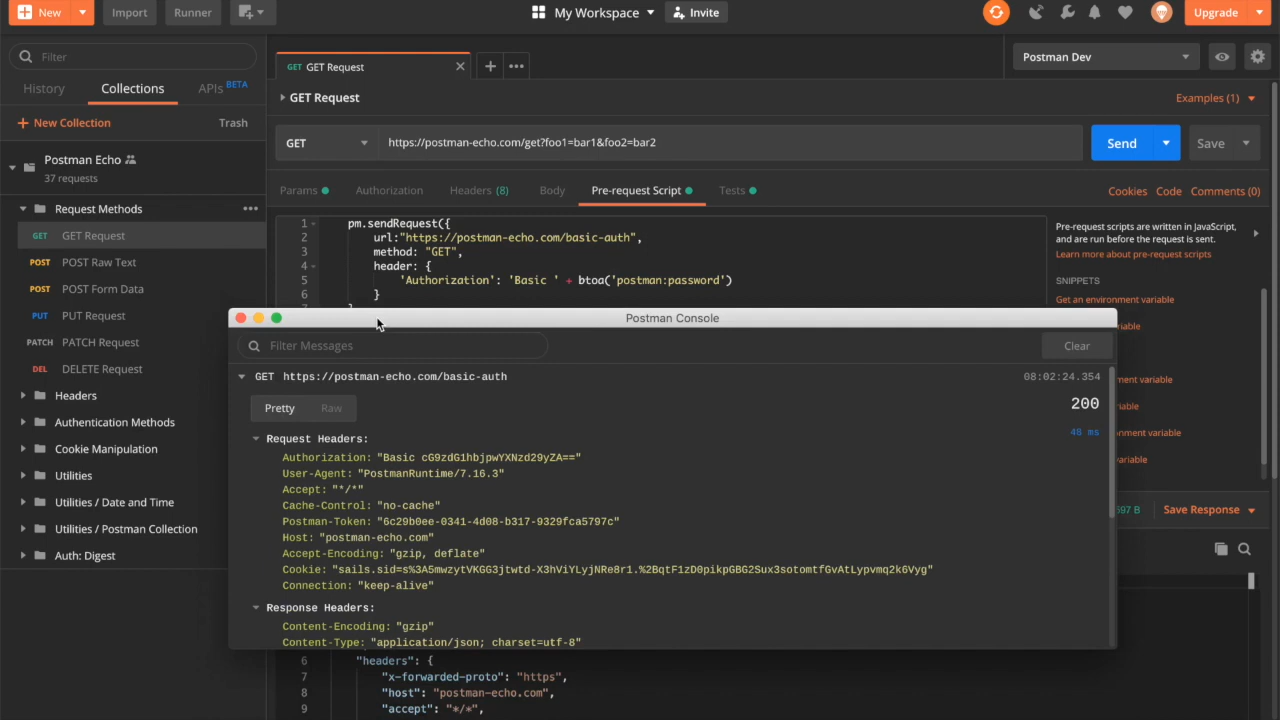 New
Import
Runner
My Workspace
Invite
Upgrade
Filter
History
Collections
APIs BETA
New Collection
Trash
Postman Echo
37 requests
Request Methods
GET GET Request
POST POST Raw Text
POST POST Form Data
PUT PUT Request
PATCH PATCH Request
DEL DELETE Request
Headers
Authentication Methods
Cookie Manipulation
Utilities
Utilities / Date and Time
Utilities / Postman Collection
Auth: Digest
GET GET Request
Postman Dev
GET Request
Examples (1)
GET
https://postman-echo.com/get?foo1=bar1&foo2=bar2
Send
Save
Params
Authorization
Headers (8)
Body
Pre-request Script
Tests
Cookies
Code
Comments (0)
1 pm.sendRequest({
2 url:"https://postman-echo.com/basic-auth",
3 method: "GET",
4 header: {
5 'Authorization': 'Basic ' + btoa('postman:password')
6 }
Pre-request scripts are written in JavaScript,
and are run before the request is sent.
Learn more about pre-request scripts
SNIPPETS
Get an environment variable
riable
ment variable
iable
nment variable
variable
Postman Console
Filter Messages
Clear
GET https://postman-echo.com/basic-auth
08:02:24.354
Pretty
Raw
200
46 ms
Request Headers:
Authorization: "Basic cG9zdG1hbjpwYXNzd29yZA=="
User-Agent: "PostmanRuntime/7.16.3"
Accept: "*/*"
Cache-Control: "no-cache"
Postman-Token: "6c29b0ee-0341-4d08-b317-9329fca5797c"
Host: "postman-echo.com"
Accept-Encoding: "gzip, deflate"
Cookie: "sails.sid=s%3A5mwzytVKGG3jtwtd-X3hViYLyjNRe8r1.%2BqtF1zD0pikpGBG2Sux3sotomtfGvAtLypvmq2k6Vyg"
Connection: "keep-alive"
Response Headers:
Content-Encoding: "gzip"
Content-Type: "application/json; charset=utf-8"
597 B
Save Response
6 "headers": {
7 "x-forwarded-proto": "https",
8 "host": "postman-echo.com",
9 "accept": "*/*",